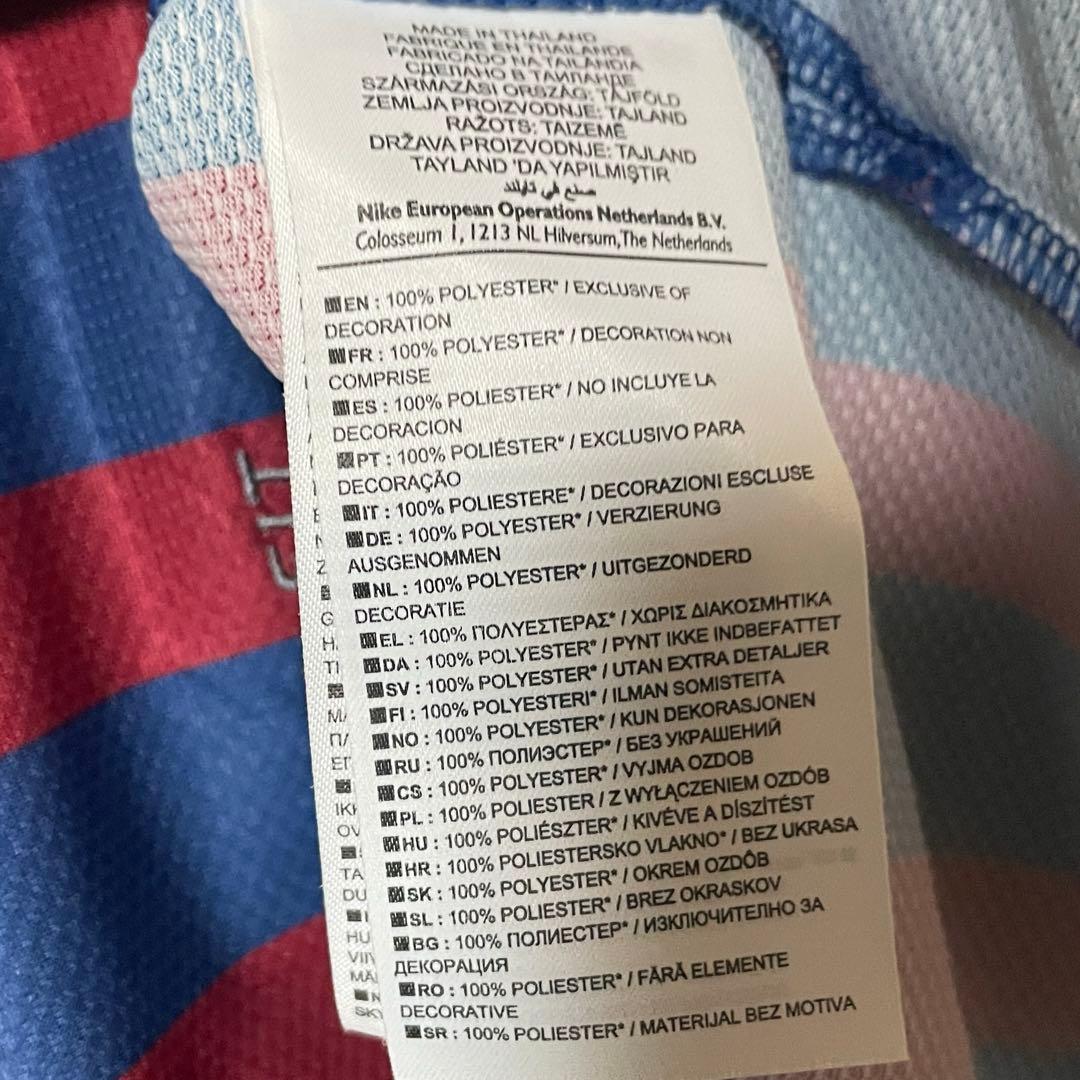 MADE IN THAILAND
FABRIQUÉ EN THAILANDE
FABRICADO NA TAILÂNDIA
СДЕЛАНО В ТАИЛАНДЕ
SZÁRMAZÁSI ORSZÁG: TÁJFÖLD
ZEMLJA PROIZVODNJE: TAJLAND
RAŽOTS: TAIZEMĒ
DRŽAVA PROIZVODNJE: TAJLAND
TAYLAND 'DA YAPILMIŞTIR
صنع في تايلاند
Nike European Operations Netherlands B.V.
Colosseum 1, 1213 NL Hilversum, The Netherlands
EN : 100% POLYESTER* / EXCLUSIVE OF
DECORATION
FR : 100% POLYESTER* / DECORATION NON
COMPRISE
ES : 100% POLIESTER* / NO INCLUYE LA
DECORACION
PT : 100% POLIÉSTER* / EXCLUSIVO PARA
DECORAÇÃO
IT : 100% POLIESTERE* / DECORAZIONI ESCLUSE
DE : 100% POLYESTER* / VERZIERUNG
AUSGENOMMEN
NL : 100% POLYESTER* / UITGEZONDERD
DECORATIE
EL : 100% ΠΟΛΥΕΣΤΕΡΑΣ* / ΧΩΡΙΣ ΔΙΑΚΟΣΜΗΤΙΚΑ
DA : 100% POLYESTER* / PYNT IKKE INDBEFATTET
SV : 100% POLYESTER* / UTAN EXTRA DETALJER
FI : 100% POLYESTERI* / ILMAN SOMISTEITA
NO : 100% POLYESTER* / KUN DEKORASJONEN
RU : 100% ПОЛИЭСТЕР* / БЕЗ УКРАШЕНИЙ
CS : 100% POLYESTER* / VYJMA OZDOB
PL : 100% POLIESTER / Z WYŁĄCZENIEM OZDÓB
HU : 100% POLIÉSZTER* / KIVÉVE A DÍSZÍTÉST
HR : 100% POLIESTERSKO VLAKNO* / BEZ UKRASA
SK : 100% POLYESTER* / OKREM OZDÔB
SL : 100% POLIESTER* / BREZ OKRASKOV
BG : 100% ПОЛИЕСТЕР* / ИЗКЛЮЧИТЕЛНО ЗА
ДЕКОРАЦИЯ
RO : 100% POLIESTER* / FĂRĂ ELEMENTE
DECORATIVE
SR : 100% POLIESTER* / MATERIJAL BEZ MOTIVA